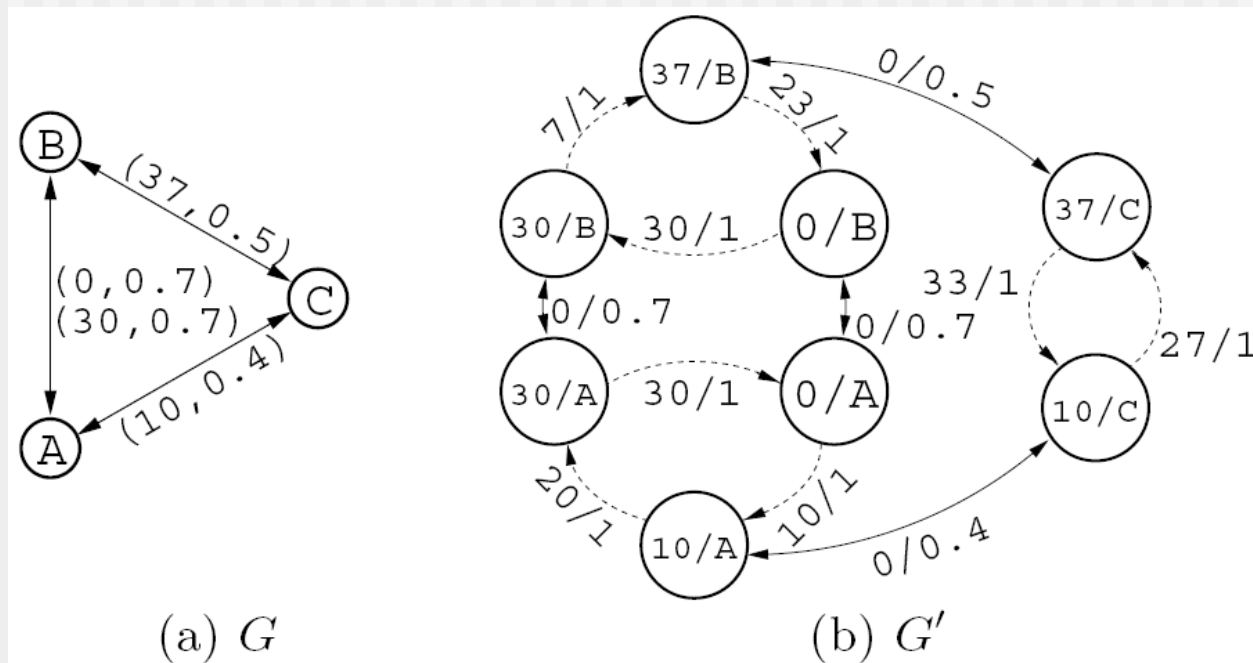 B
(37,0.5)
(0,0.7)
(30,0.7)
C
(10,0.4)
A
(a) G
37/B
0/0.5
7/1
23/1
30/B
30/1
0/B
37/C
33/1
0/0.7
0/0.7
27/1
30/A
30/1
0/A
10/C
20/1
10/1
10/A
0/0.4
(b) G′